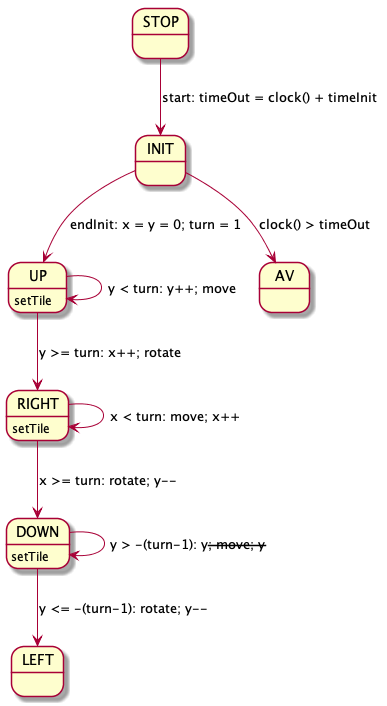 STOP
start: timeOut = clock() + timeInit
INIT
endInit: x = y = 0; turn = 1
clock() > timeOut
UP
setTile
AV
y < turn: y++; move
y >= turn: x++; rotate
RIGHT
setTile
x < turn: move; x++
x >= turn: rotate; y--
DOWN
setTile
y > -(turn-1): y; move; y
y <= -(turn-1): rotate; y--
LEFT